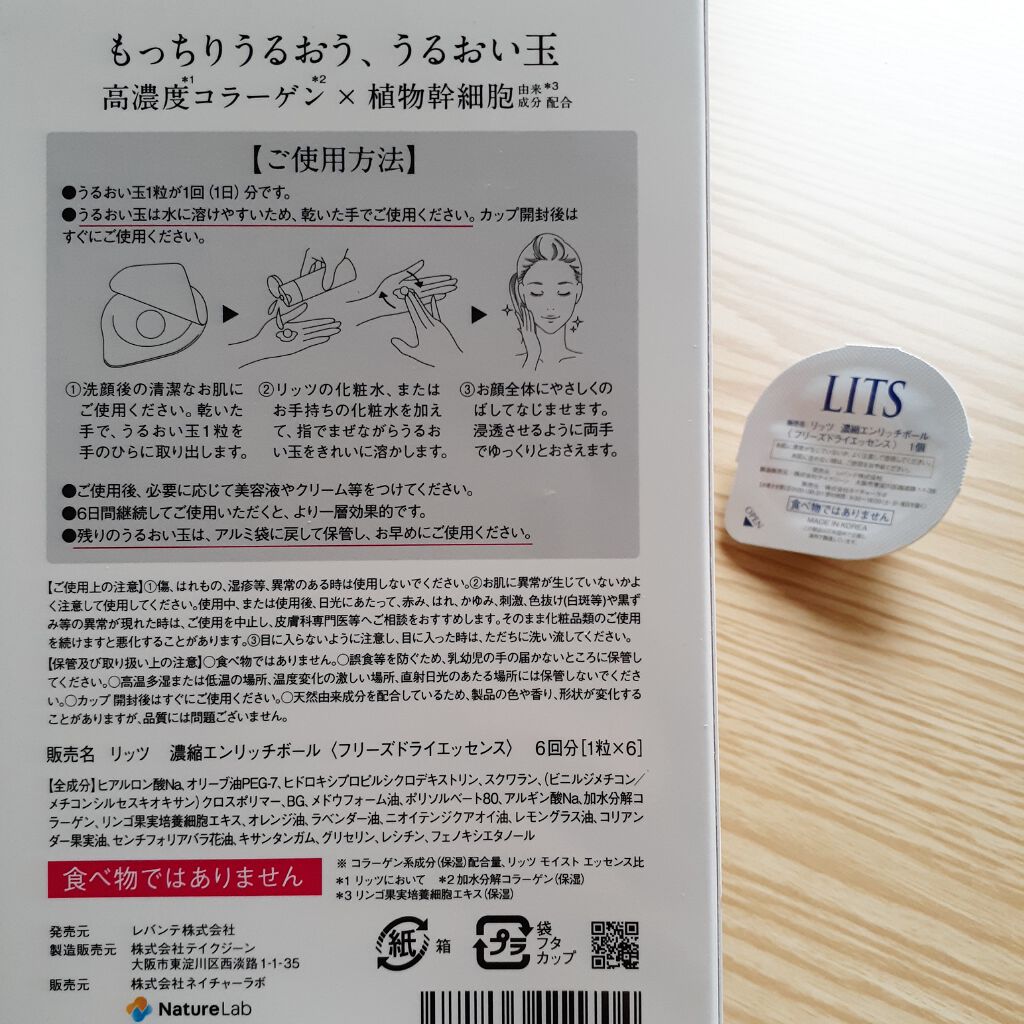 もっちりうるおう、うるおい玉
高濃度*1コラーゲン*2×植物幹細胞由来成分*3配合
【ご使用方法】
●うるおい玉1粒が1回(1日)分です。
●うるおい玉は水に溶けやすいため、乾いた手でご使用ください。カップ開封後は
すぐにご使用ください。
①洗顔後の清潔なお肌に
ご使用ください。乾いた
手で、うるおい玉1粒を
手のひらに取り出します。
②リッツの化粧水、または
お手持ちの化粧水を加え
て、指でまぜながらうるお
い玉をきれいに溶かします。
③お顔全体にやさしくの
ばしてなじませます。
浸透させるように両手
でゆっくりとおさえます。
●ご使用後、必要に応じて美容液やクリーム等をつけてください。
●6日間継続してご使用いただくと、より一層効果的です。
●残りのうるおい玉は、アルミ袋に戻して保管し、お早めにご使用ください。
【ご使用上の注意】①傷、はれもの、湿疹等、異常のある時は使用しないでください。②お肌に異常が生じていないかよ
く注意して使用してください。使用中、または使用後、日光にあたって、赤み、はれ、かゆみ、刺激、色抜け(白斑等)や黒ず
み等の異常が現れた時は、ご使用を中止し、皮膚科専門医等へご相談をおすすめします。そのまま化粧品類のご使用
を続けますと悪化することがあります。③目に入らないように注意し、目に入った時は、ただちに洗い流してください。
【保管及び取り扱い上の注意】○食べ物ではありません。○誤食等を防ぐため、乳幼児の手の届かないところに保管し
てください。○高温多湿または低温の場所、温度変化の激しい場所、直射日光のあたる場所には保管しないでくださ
い。○カップ開封後はすぐにご使用ください。○天然由来成分を配合しているため、製品の色や香り、形状が変化する
ことがありますが、品質には問題ございません。
販売名 リッツ 濃縮エンリッチボール〈フリーズドライエッセンス〉 6回分[1粒×6]
【全成分】ヒアルロン酸Na、オリーブ油PEG-7、ヒドロキシプロピルシクロデキストリン、スクワラン、(ビニルジメチコン/
メチコンシルセスキオキサン)クロスポリマー、BG、メドウフォーム油、ポリソルベート80、アルギン酸Na、加水分解コ
ラーゲン、リンゴ果実培養細胞エキス、オレンジ油、ラベンダー油、ニオイテンジクアオイ油、レモングラス油、コリアン
ダー果実油、センチフォリアバラ花油、キサンタンガム、グリセリン、レシチン、フェノキシエタノール
食べ物ではありません
※ コラーゲン系成分(保湿)配合量、リッツ モイスト エッセンス比
*1 リッツにおいて *2 加水分解コラーゲン(保湿)
*3 リンゴ果実培養細胞エキス(保湿)
発売元 レバンテ株式会社
製造販売元 株式会社テイクジーン
大阪市東淀川区西淡路1-1-35
販売元 株式会社ネイチャーラボ
NatureLab
紙 箱
プラ 袋
フタ
カップ
LITS
販売名 リッツ 濃縮エンリッチボール
〈フリーズドライエッセンス〉 1個
食べ物ではありません
MADE IN KOREA
OPEN